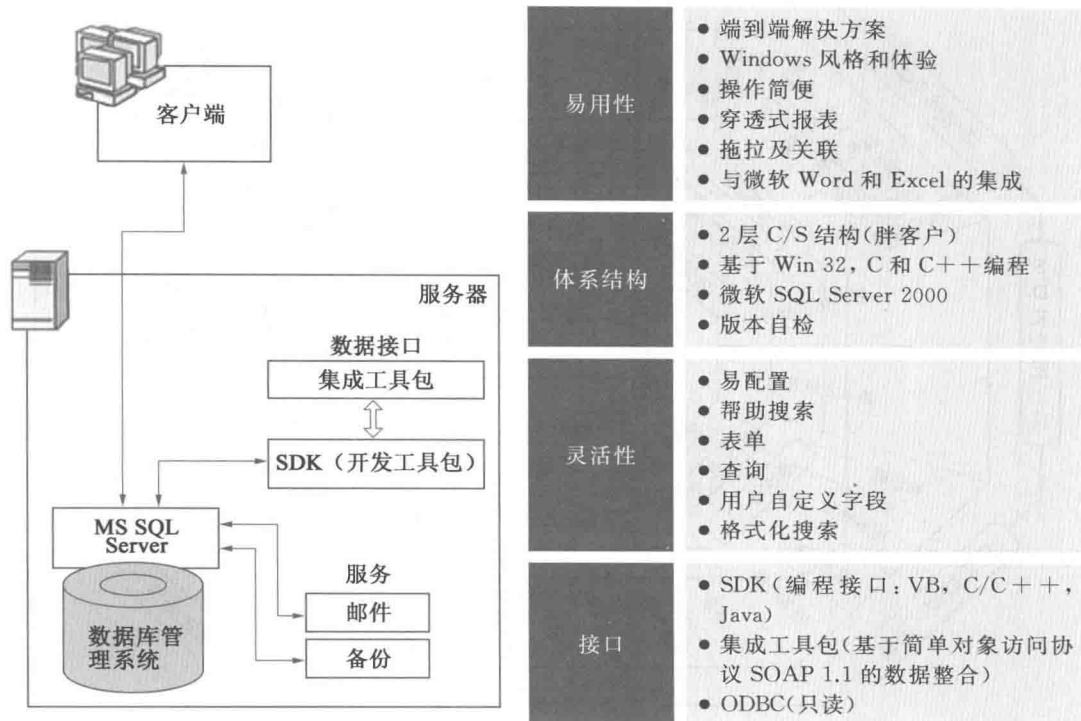 客户端
服务器
数据接口
集成工具包
SDK（开发工具包）
MS SQL
Server
数据库管
理系统
服务
邮件
备份
易用性
● 端到端解决方案
● Windows 风格和体验
● 操作简便
● 穿透式报表
● 拖拉及关联
● 与微软 Word 和 Excel 的集成
体系结构
● 2 层 C/S 结构(胖客户)
● 基于 Win 32, C 和 C++编程
● 微软 SQL Server 2000
● 版本自检
灵活性
● 易配置
● 帮助搜索
● 表单
● 查询
● 用户自定义字段
● 格式化搜索
接口
● SDK(编程接口: VB, C/C++,
Java)
● 集成工具包(基于简单对象访问协
议 SOAP 1.1 的数据整合)
● ODBC(只读)